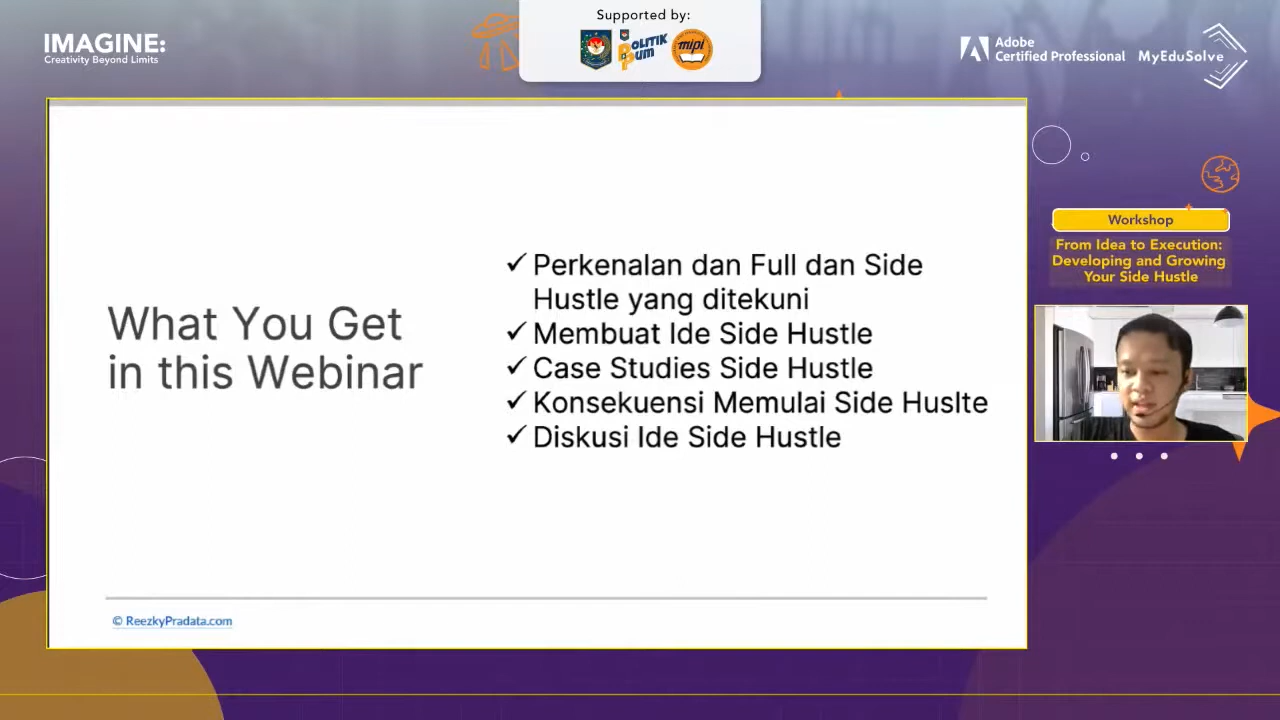 IMAGINE:
Creativity Beyond Limits
Supported by:
POLITIK
PUM
mipi
Adobe
Certified Professional
MyEduSolve
What You Get
in this Webinar
✓ Perkenalan dan Full dan Side
Hustle yang ditekuni
✓ Membuat Ide Side Hustle
✓ Case Studies Side Hustle
✓ Konsekuensi Memulai Side Huslte
✓ Diskusi Ide Side Hustle
© ReezkyPradata.com
Workshop
From Idea to Execution:
Developing and Growing
Your Side Hustle